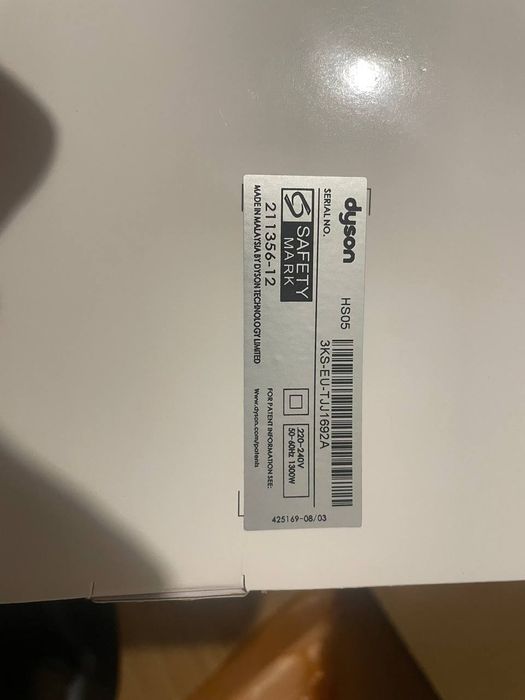 dyson
HS05
SERIAL NO.
3KS-EU-TJJ1692A
SAFETY
MARK
220-240V
50-60Hz 1300W
211356-12
FOR PATENT INFORMATION SEE:
MADE IN MALAYSIA BY DYSON TECHNOLOGY LIMITED
Www.dyson.com/patents
425169-08/03